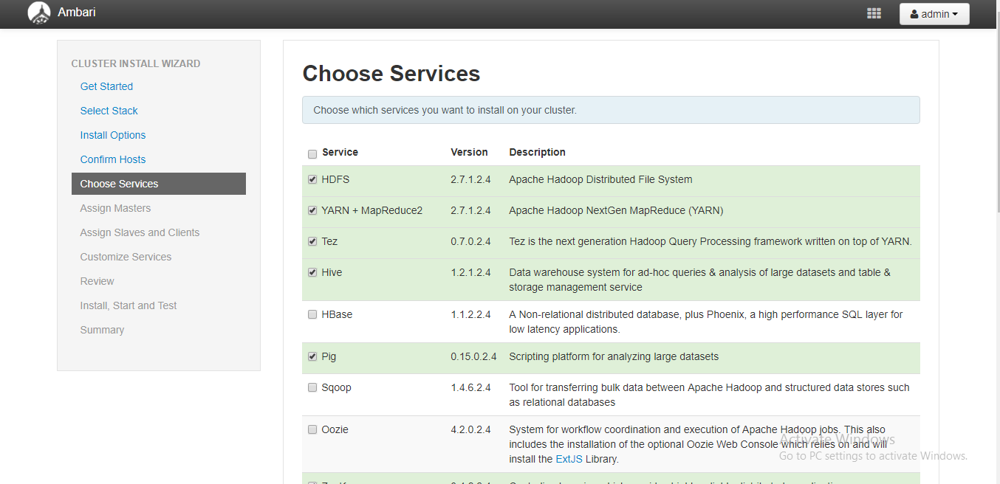 Ambari
admin
CLUSTER INSTALL WIZARD
Get Started
Select Stack
Install Options
Confirm Hosts
Choose Services
Assign Masters
Assign Slaves and Clients
Customize Services
Review
Install, Start and Test
Summary
Choose Services
Choose which services you want to install on your cluster.
Service Version Description
HDFS 2.7.1.2.4 Apache Hadoop Distributed File System
YARN + MapReduce2 2.7.1.2.4 Apache Hadoop NextGen MapReduce (YARN)
Tez 0.7.0.2.4 Tez is the next generation Hadoop Query Processing framework written on top of YARN.
Hive 1.2.1.2.4 Data warehouse system for ad-hoc queries & analysis of large datasets and table &
storage management service
HBase 1.1.2.2.4 A Non-relational distributed database, plus Phoenix, a high performance SQL layer for
low latency applications.
Pig 0.15.0.2.4 Scripting platform for analyzing large datasets
Sqoop 1.4.6.2.4 Tool for transferring bulk data between Apache Hadoop and structured data stores such
as relational databases
Oozie 4.2.0.2.4 System for workflow coordination and execution of Apache Hadoop jobs. This also
includes the installation of the optional Oozie Web Console which relies on and will
install the ExtJS Library.
Activate Windows
Go to PC settings to activate Windows.